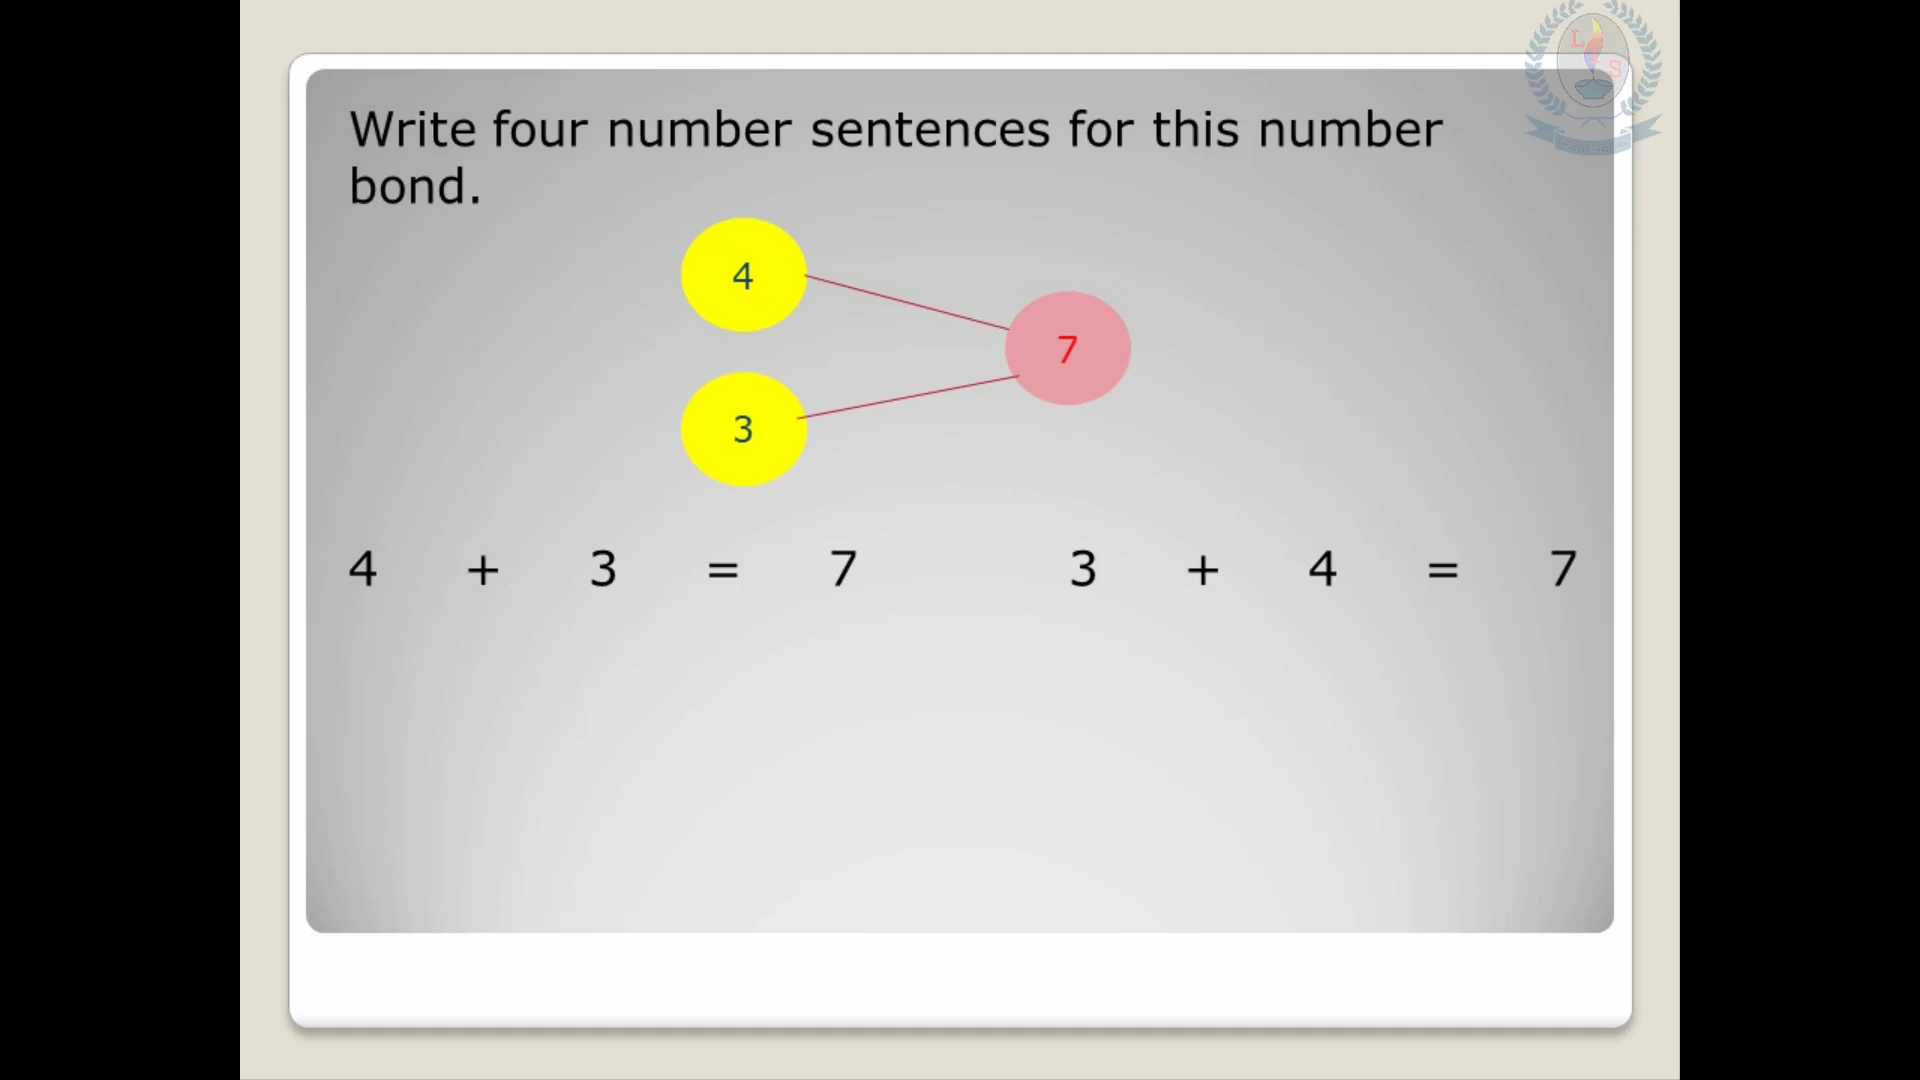 L
I
S
Write four number sentences for this number
bond.
4
7
3
4 + 3 = 7 3 + 4 = 7